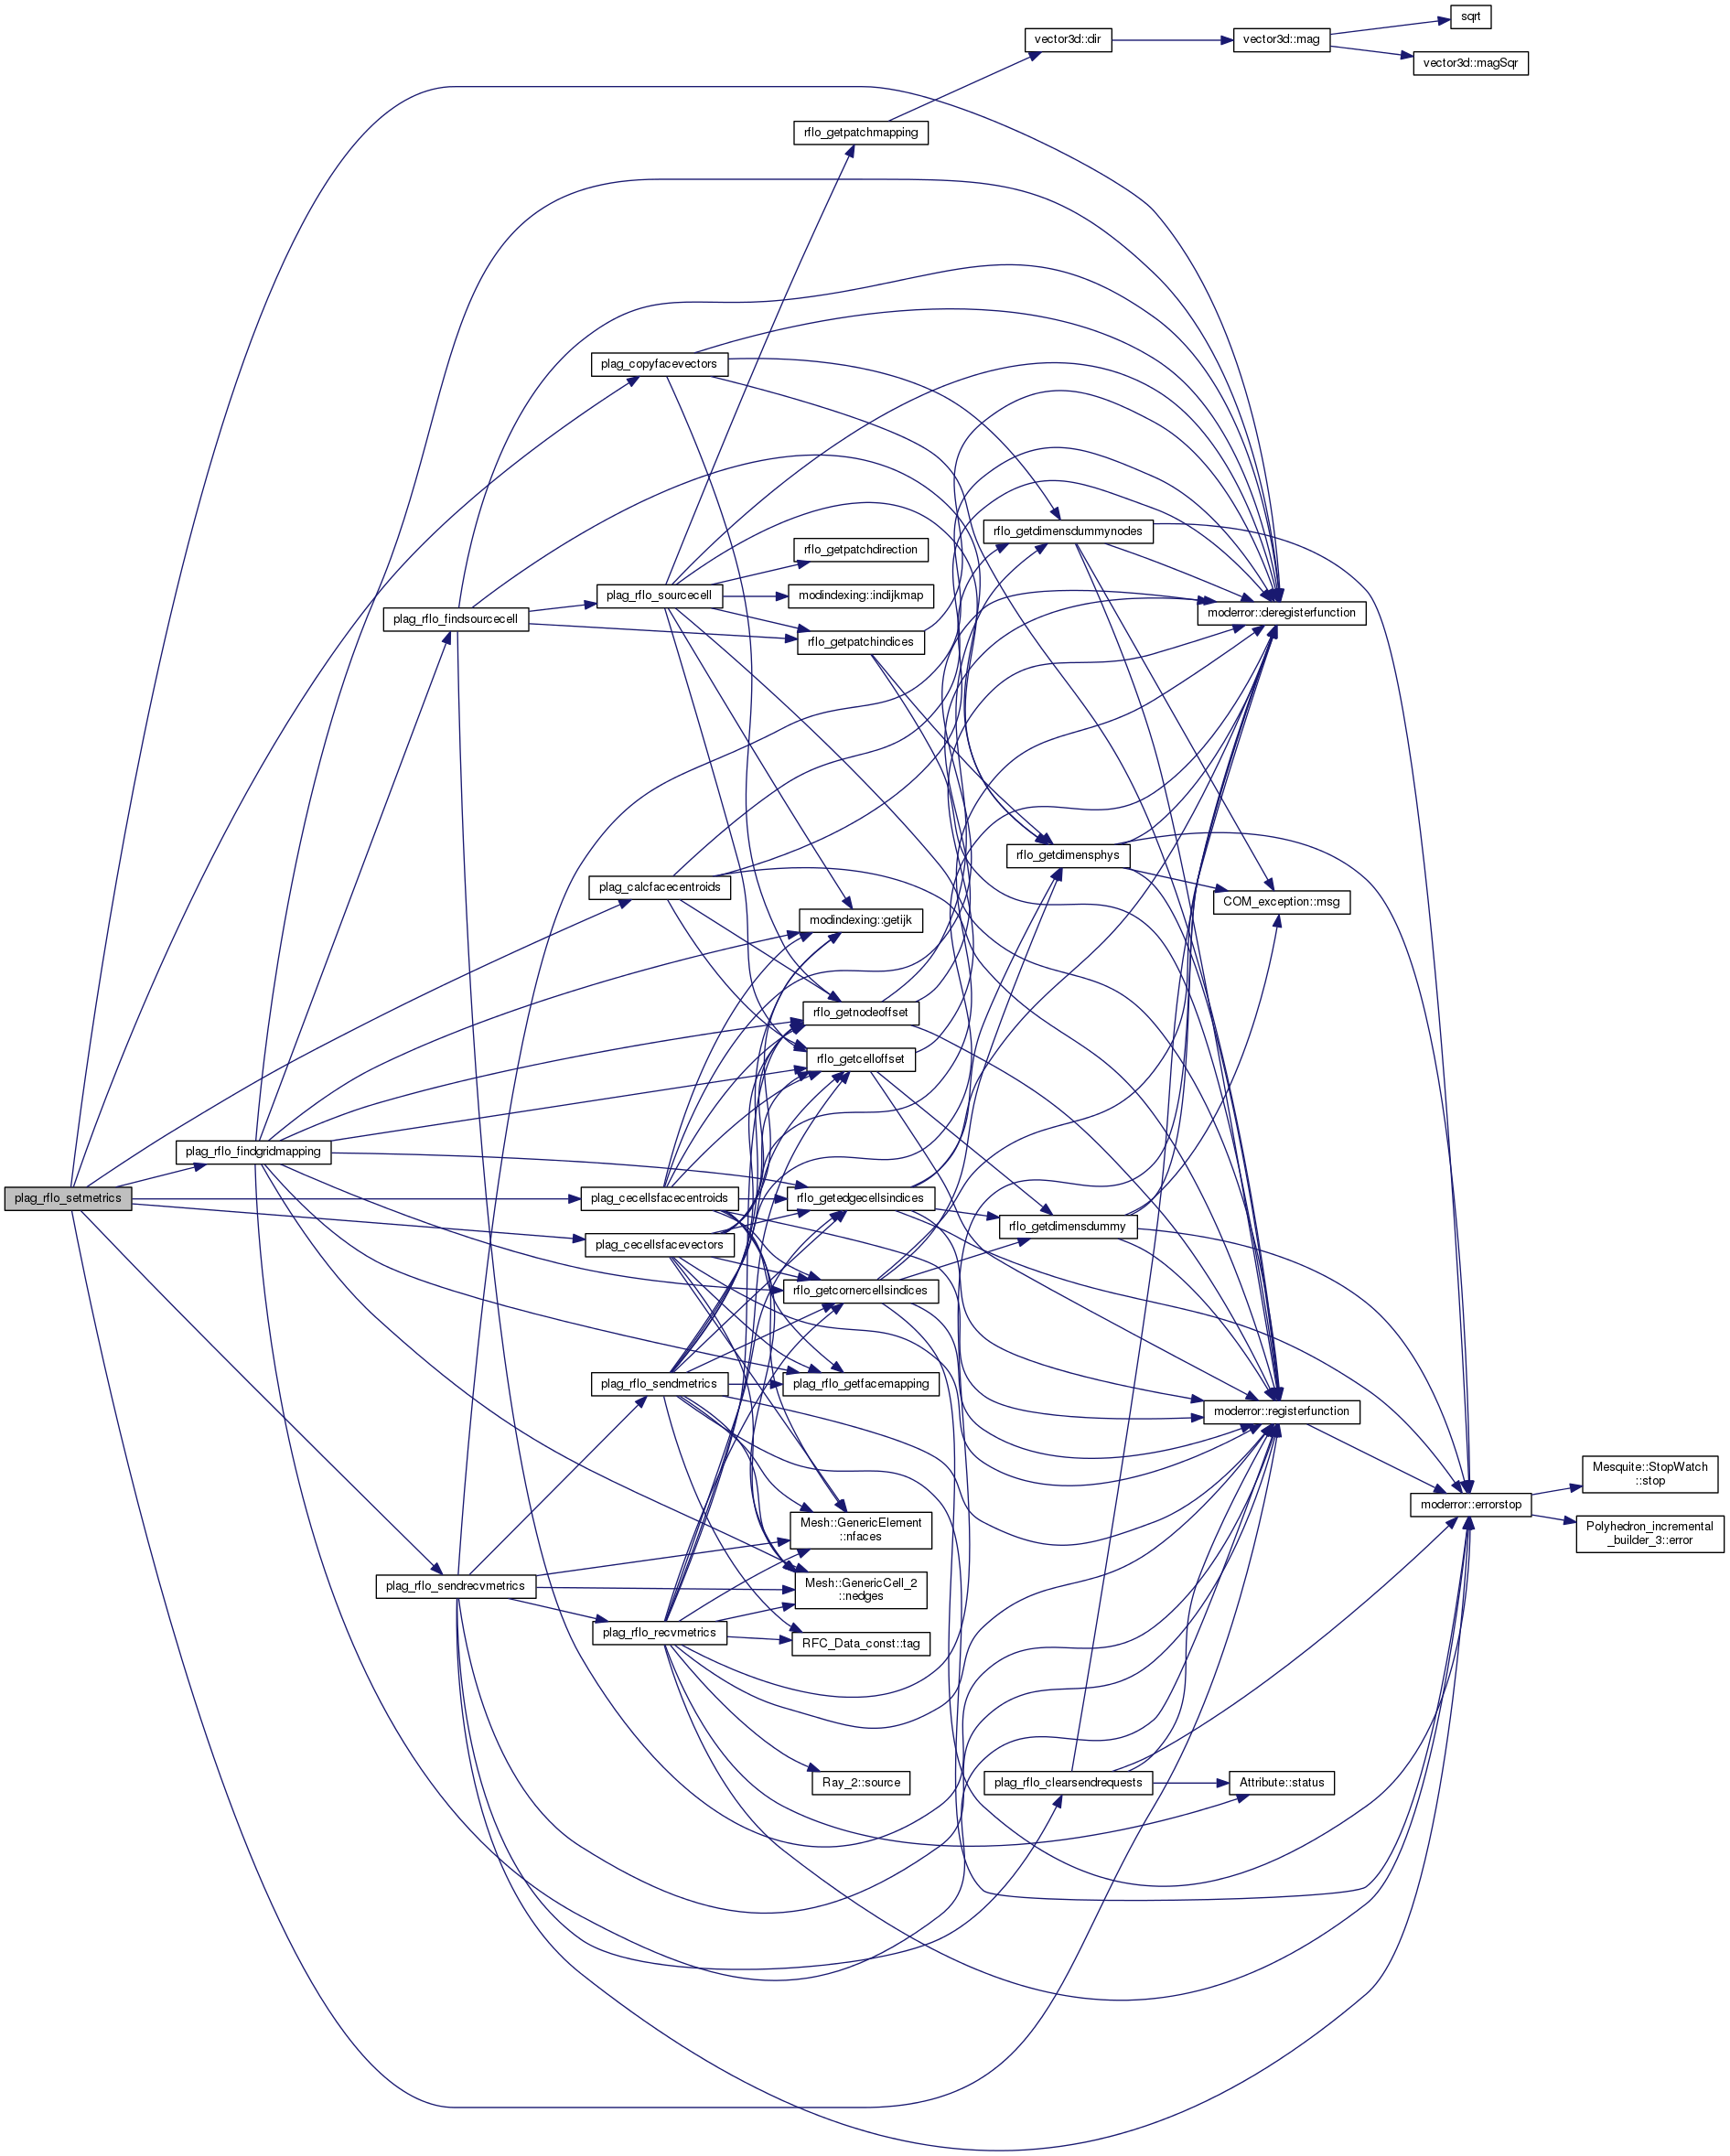 sqrt
vector3d::dir
vector3d::mag
vector3d::magSqr
rflo_getpatchmapping
plag_copyfacevectors
rflo_getdimensdummynodes
rflo_getpatchdirection
plag_rflo_sourcecell
modindexing::indijkmap
plag_rflo_findsourcecell
moderror::deregisterfunction
rflo_getpatchindices
rflo_getdimensphys
plag_calcfacecentroids
COM_exception::msg
modindexing::getijk
rflo_getnodeoffset
rflo_getcelloffset
plag_rflo_findgridmapping
plag_rflo_setmetrics
plag_cecellsfacecentroids
rflo_getedgecellsindices
rflo_getdimensdummy
plag_cecellsfacevectors
rflo_getcornercellsindices
plag_rflo_sendmetrics
plag_rflo_getfacemapping
moderror::registerfunction
Mesquite::StopWatch
::stop
moderror::errorstop
Mesh::GenericElement
::nfaces
Polyhedron_incremental
_builder_3::error
plag_rflo_sendrecvmetrics
Mesh::GenericCell_2
::nedges
plag_rflo_recvmetrics
RFC_Data_const::tag
Ray_2::source
plag_rflo_clearsendrequests
Attribute::status